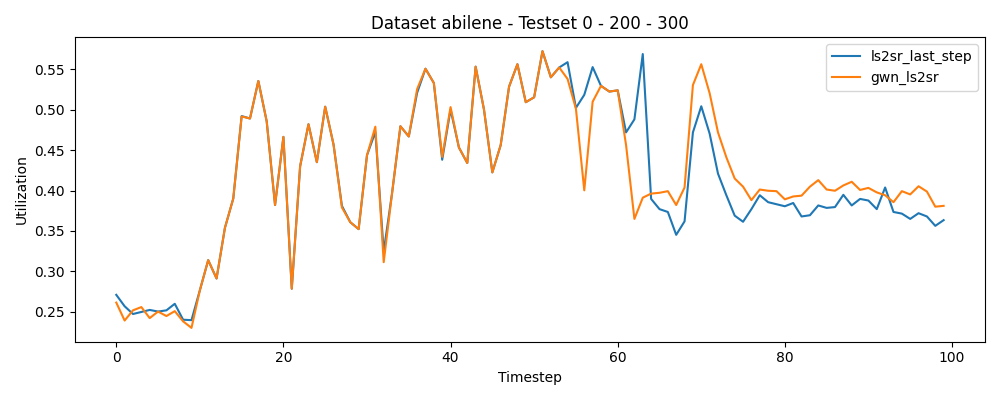 Dataset abilene - Testset 0 - 200 - 300
ls2sr_last_step
gwn_ls2sr
Utilization
0.55
0.50
0.45
0.40
0.35
0.30
0.25
0
20
40
60
80
100
Timestep